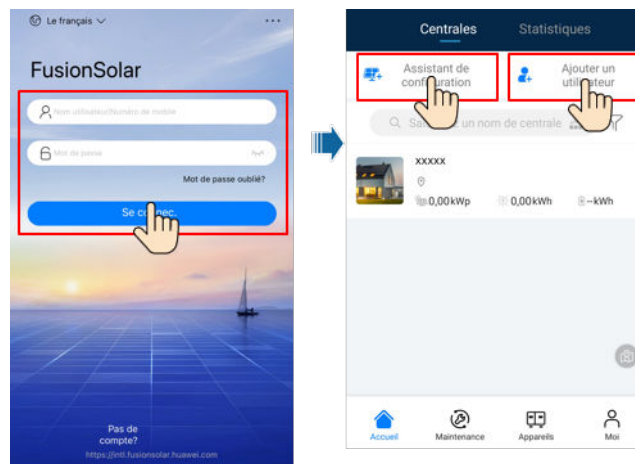 Le français
FusionSolar
Nom utilisateur/Numéro de mobile
Mot de passe
Mot de passe oublié?
Se connec.
Pas de
compte?
https://intl.fusionsolar.huawei.com
Centrales Statistiques
Assistant de
configuration
Ajouter un
utilisateur
un nom de centrale
xxxxx
0,00kWp 0,00kWh --kWh
Accueil Maintenance Appareils Moi